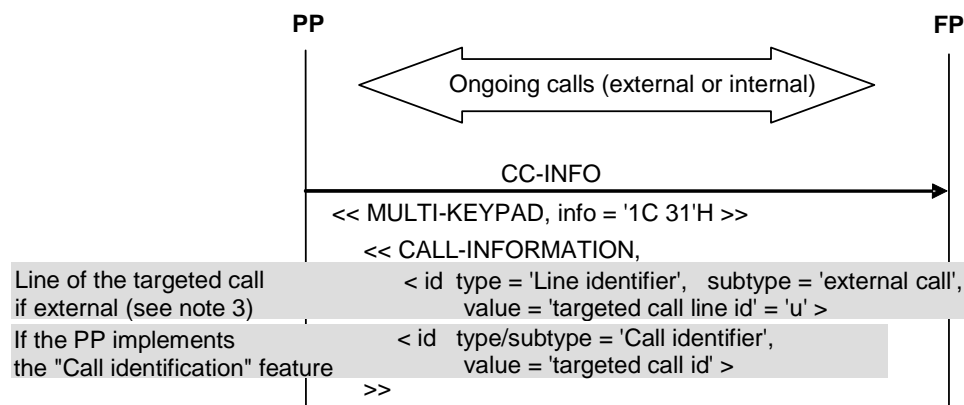 PP FP
Ongoing calls (external or internal)
CC-INFO
<< MULTI-KEYPAD, info = '1C 31'H >>
<< CALL-INFORMATION,
Line of the targeted call
if external (see note 3)
< id type = 'Line identifier', subtype = 'external call',
value = 'targeted call line id' = 'u' >
If the PP implements
the "Call identification" feature
< id type/subtype = 'Call identifier',
value = 'targeted call id' >
>>